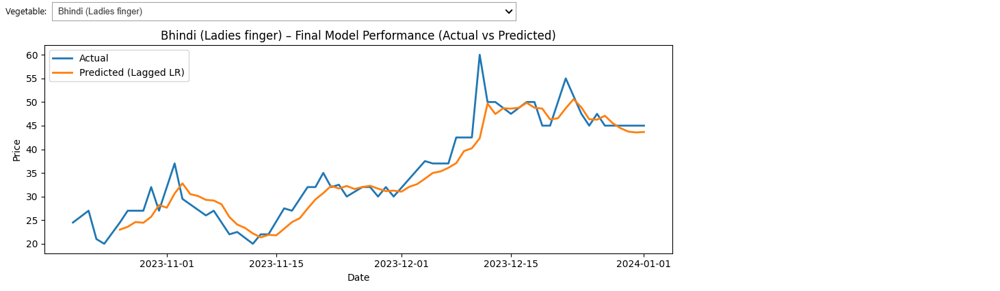 Vegetable: Bhindi (Ladies finger)
Bhindi (Ladies finger) – Final Model Performance (Actual vs Predicted)
Actual
Predicted (Lagged LR)
60
55
50
45
40
35
30
25
20
Price
2023-11-01 2023-11-15 2023-12-01 2023-12-15 2024-01-01
Date